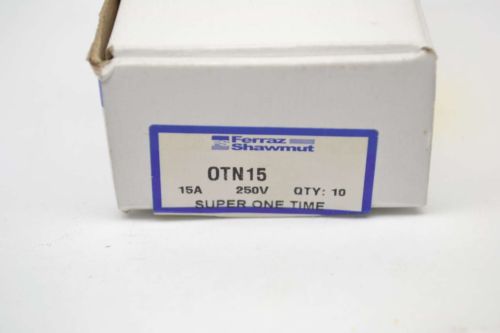 Ferraz
Shawmut
OTN15
15A 250V QTY: 10
SUPER ONE TIME